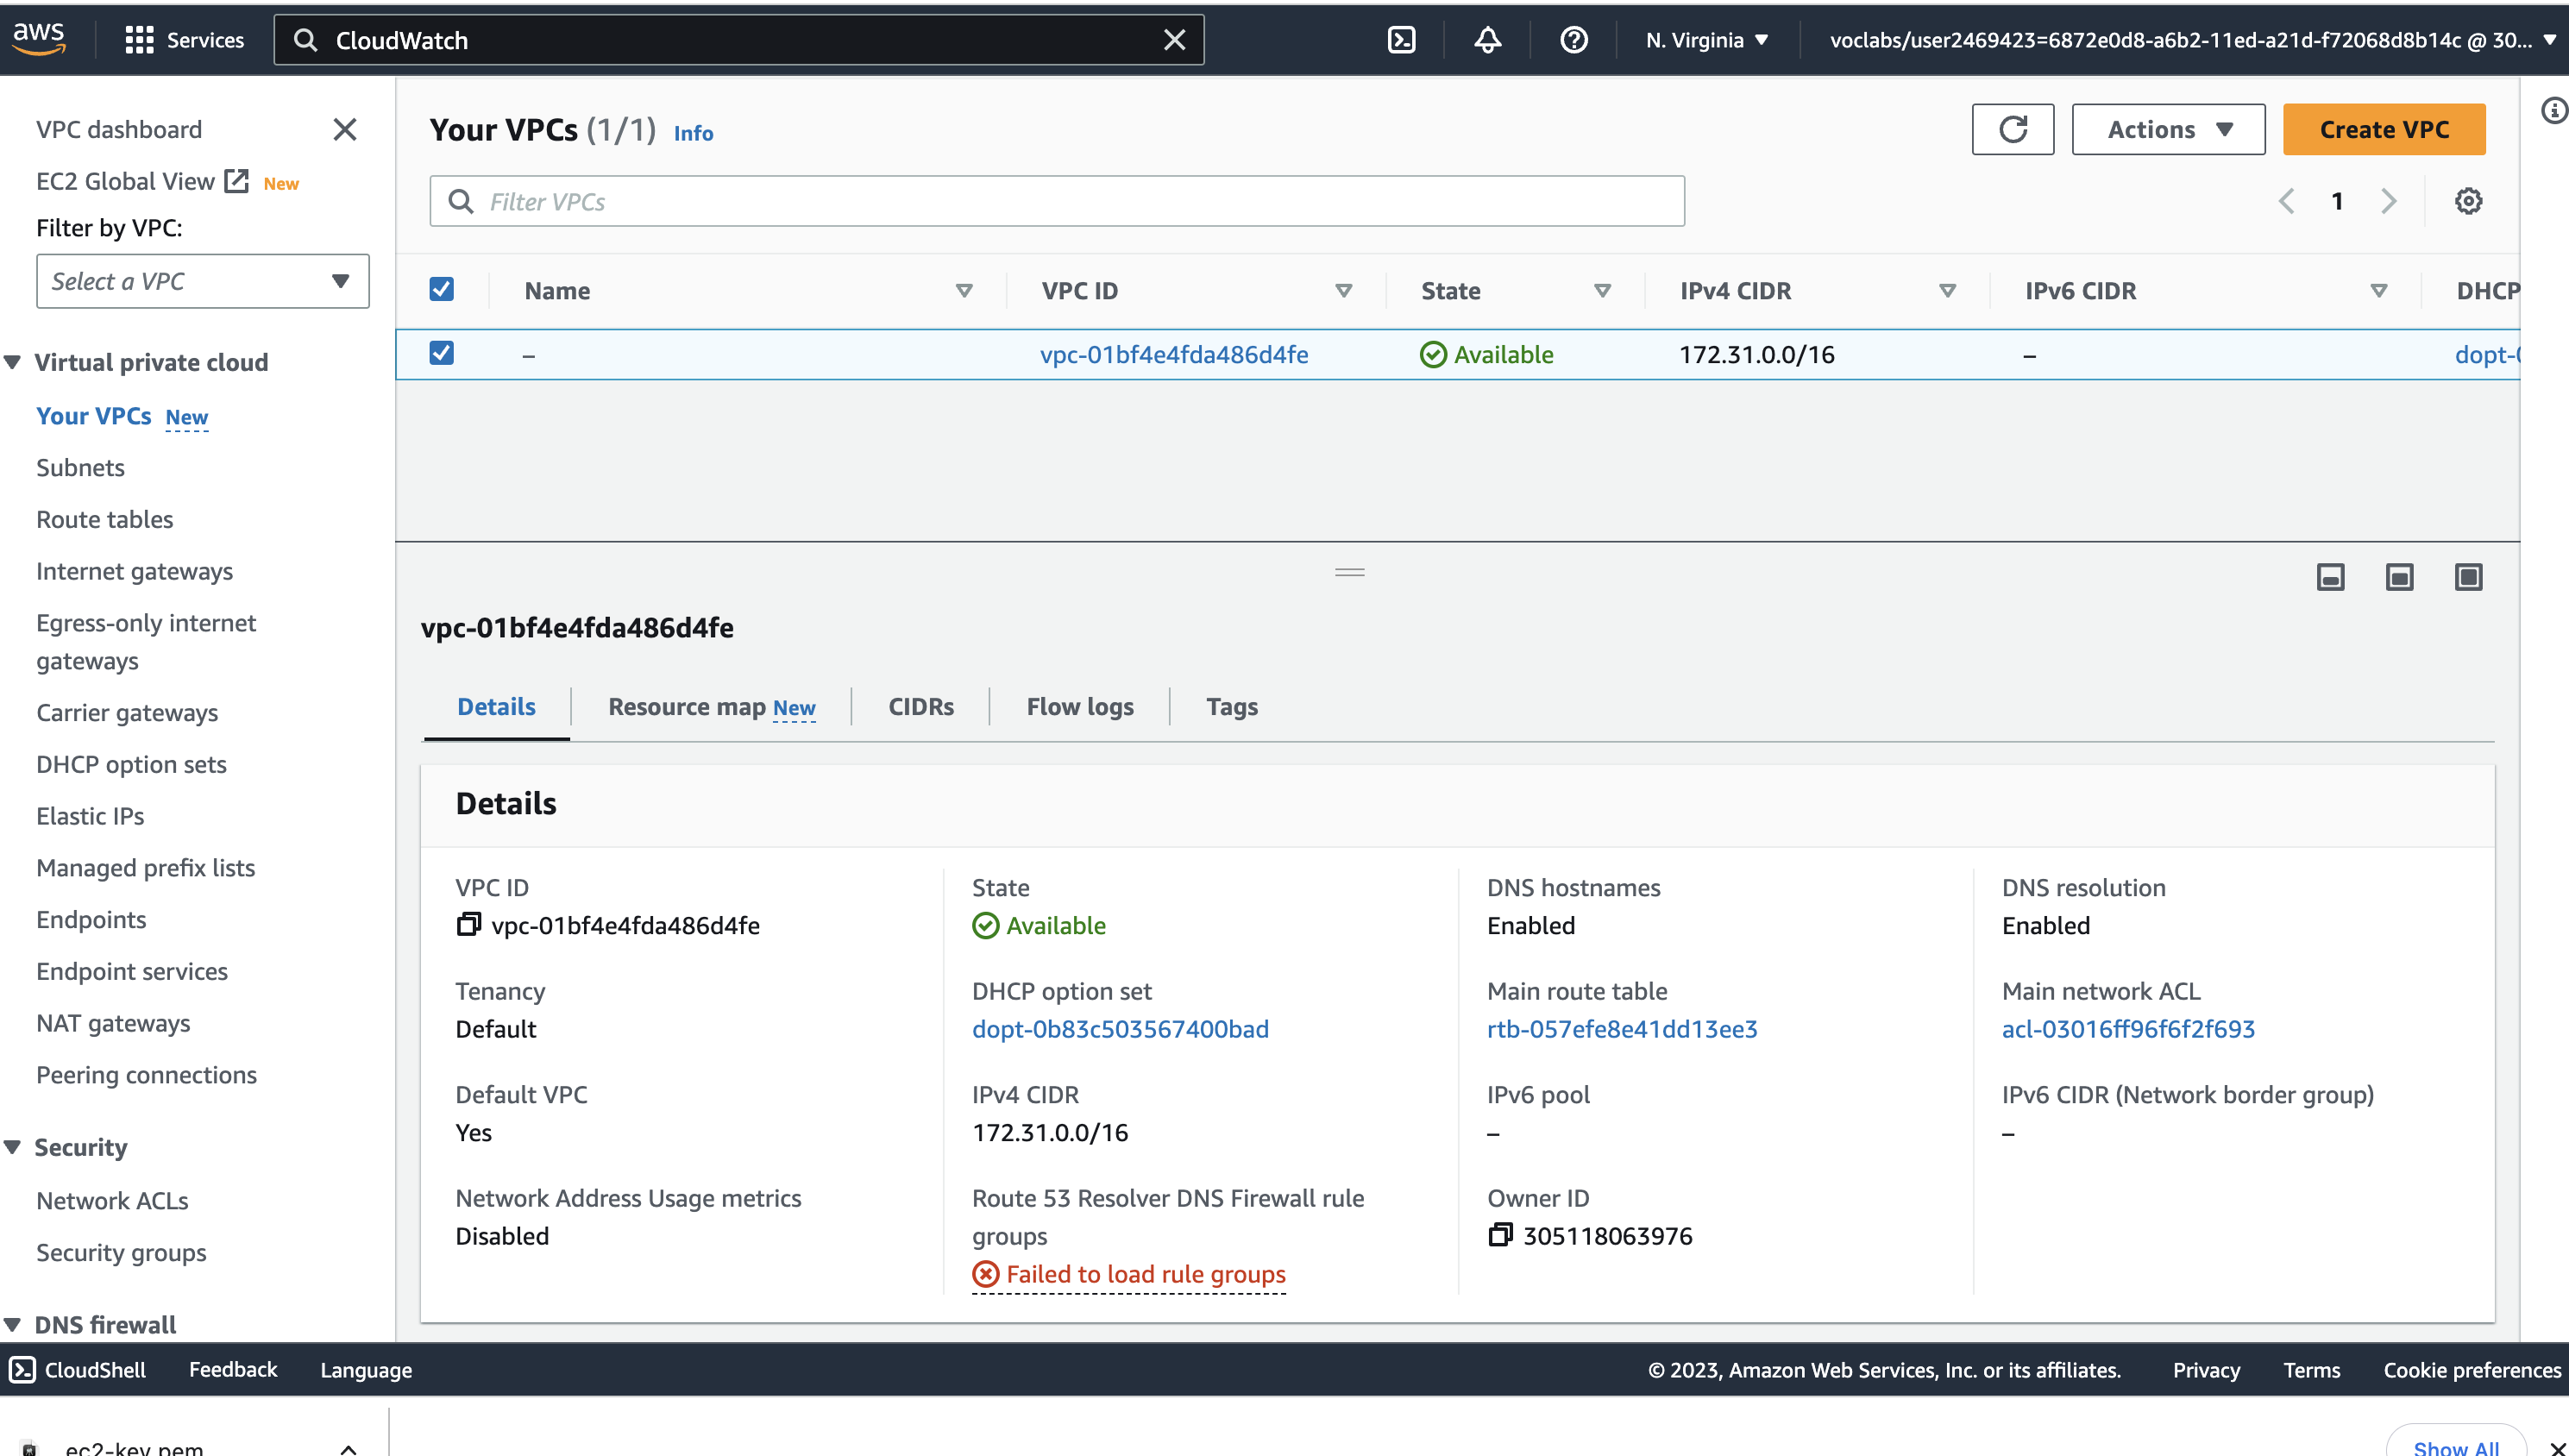 aws
Services
CloudWatch
N. Virginia
voclabs/user2469423=6872e0d8-a6b2-11ed-a21d-f72068d8b14c @ 30...
VPC dashboard
EC2 Global View New
Filter by VPC:
Select a VPC
Virtual private cloud
Your VPCs New
Subnets
Route tables
Internet gateways
Egress-only internet
gateways
Carrier gateways
DHCP option sets
Elastic IPs
Managed prefix lists
Endpoints
Endpoint services
NAT gateways
Peering connections
Security
Network ACLs
Security groups
DNS firewall
Your VPCs (1/1) Info
Actions
Create VPC
Filter VPCs
1
Name VPC ID State IPv4 CIDR IPv6 CIDR DHCP
– vpc-01bf4e4fda486d4fe Available 172.31.0.0/16 – dopt-0
vpc-01bf4e4fda486d4fe
Details Resource map New CIDRs Flow logs Tags
Details
VPC ID
vpc-01bf4e4fda486d4fe
State
Available
DNS hostnames
Enabled
DNS resolution
Enabled
Tenancy
Default
DHCP option set
dopt-0b83c503567400bad
Main route table
rtb-057efe8e41dd13ee3
Main network ACL
acl-03016ff96f6f2f693
Default VPC
Yes
IPv4 CIDR
172.31.0.0/16
IPv6 pool
–
IPv6 CIDR (Network border group)
–
Network Address Usage metrics
Disabled
Route 53 Resolver DNS Firewall rule
groups
Failed to load rule groups
Owner ID
305118063976
CloudShell Feedback Language
© 2023, Amazon Web Services, Inc. or its affiliates. Privacy Terms Cookie preferences
ec2-key.pem
Show All